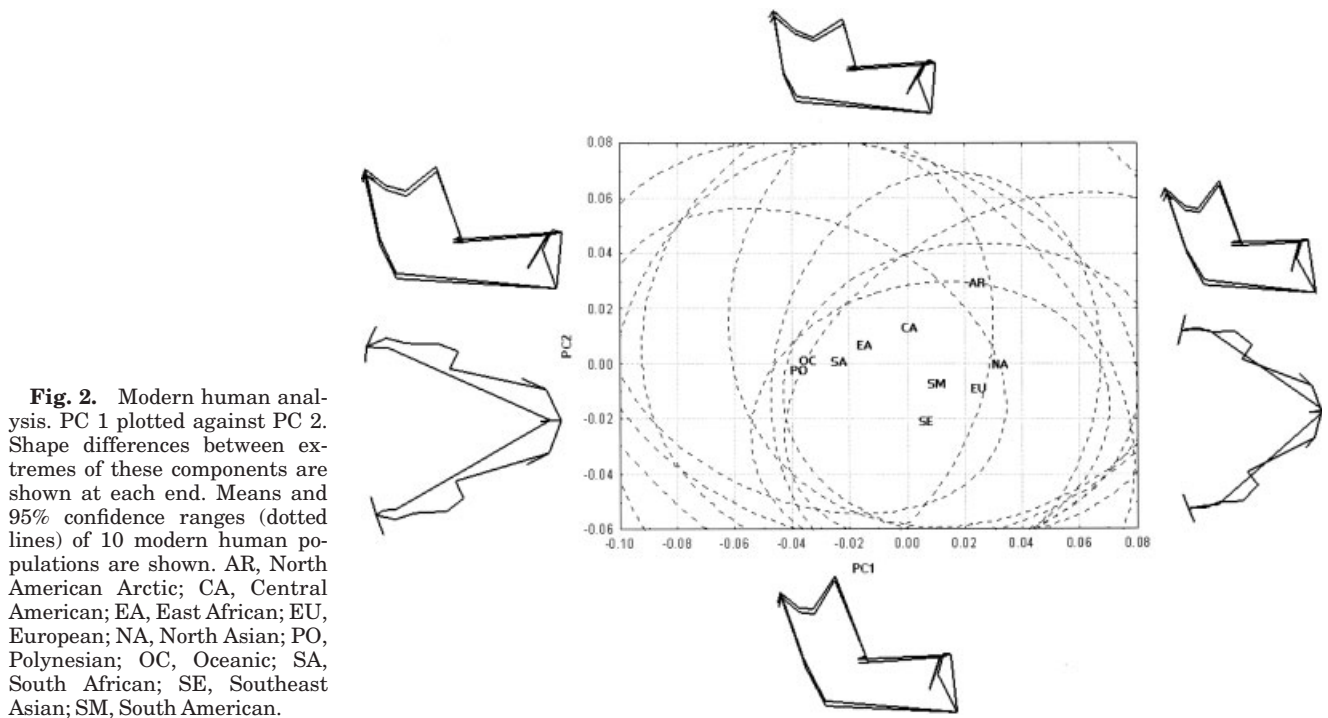 0.08
0.06
0.04
0.02
0.00
-0.02
-0.04
-0.06
PC2
AR
CA
EA
OC
SA
NA
PO
SM
EU
SE
-0.10 -0.08 -0.06 -0.04 -0.02 0.00 0.02 0.04 0.06 0.08
PC1
Fig. 2. Modern human anal-
ysis. PC 1 plotted against PC 2.
Shape differences between ex-
tremes of these components are
shown at each end. Means and
95% confidence ranges (dotted
lines) of 10 modern human po-
pulations are shown. AR, North
American Arctic; CA, Central
American; EA, East African; EU,
European; NA, North Asian; PO,
Polynesian; OC, Oceanic; SA,
South African; SE, Southeast
Asian; SM, South American.